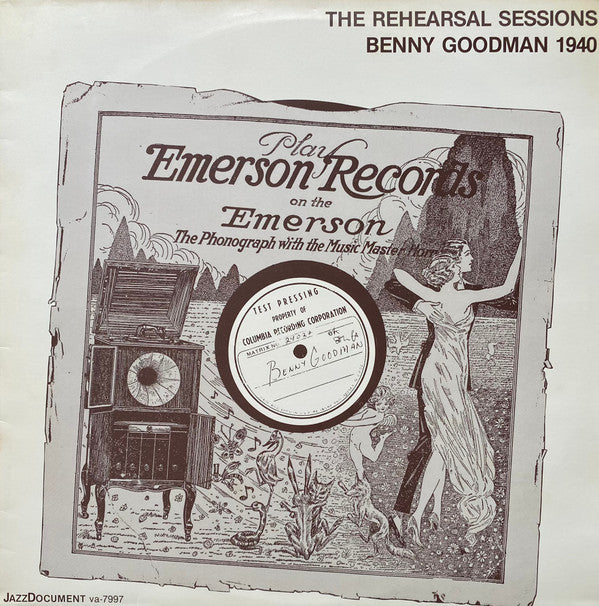 THE REHEARSAL SESSIONS
BENNY GOODMAN 1940
Play
Emerson Records
on the
Emerson
The Phonograph with the Music Master Horn
TEST PRESSING
PROPERTY OF
COLUMBIA RECORDING CORPORATION
MATRIX No.
BENNY GOODMAN
JAZZDOCUMENT va-7997